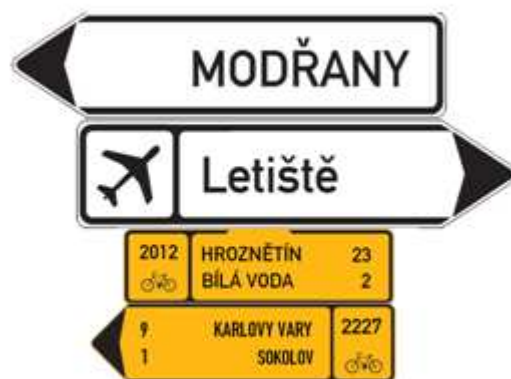 MODŘANY
Letiště
2012 HROZNĚTÍN 23
BÍLÁ VODA 2
9 KARLOVY VARY 2227
1 SOKOLOV